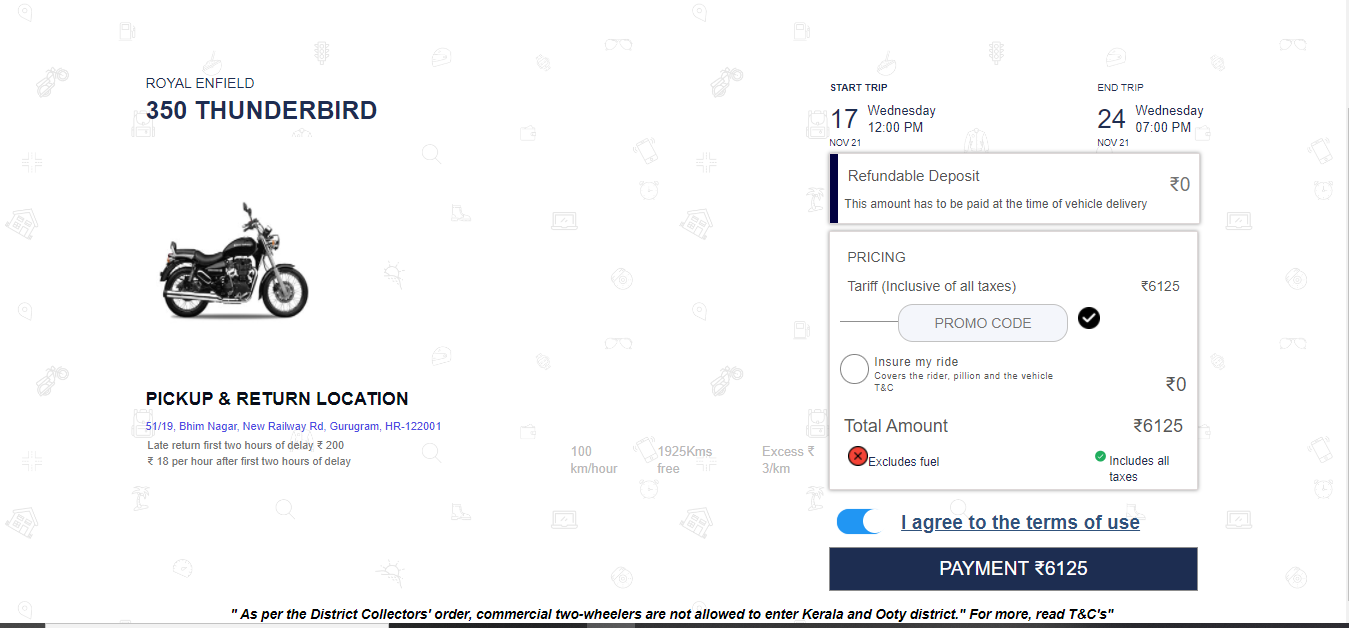 ROYAL ENFIELD
350 THUNDERBIRD
START TRIP
17 Wednesday
12:00 PM
NOV 21
END TRIP
24 Wednesday
07:00 PM
NOV 21
Refundable Deposit
₹0
This amount has to be paid at the time of vehicle delivery
PRICING
Tariff (Inclusive of all taxes) ₹6125
PROMO CODE
Insure my ride
Covers the rider, pillion and the vehicle
T&C
₹0
Total Amount ₹6125
Excludes fuel
Includes all
taxes
PICKUP & RETURN LOCATION
51/19, Bhim Nagar, New Railway Rd, Gurugram, HR-122001
Late return first two hours of delay ₹ 200
₹ 18 per hour after first two hours of delay
100
km/hour
1925Kms
free
Excess ₹
3/km
I agree to the terms of use
PAYMENT ₹6125
" As per the District Collectors' order, commercial two-wheelers are not allowed to enter Kerala and Ooty district." For more, read T&C's"